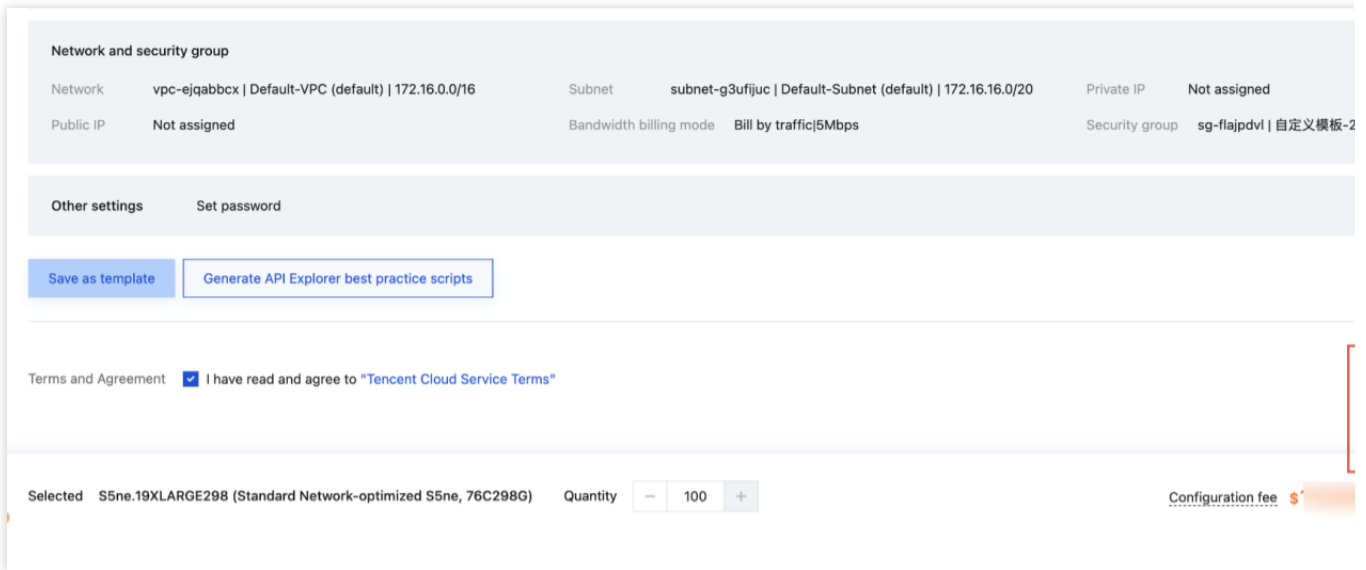 Network and security group
Network vpc-ejqabbcx | Default-VPC (default) | 172.16.0.0/16 Subnet subnet-g3ufijuc | Default-Subnet (default) | 172.16.16.0/20 Private IP Not assigned
Public IP Not assigned Bandwidth billing mode Bill by traffic|5Mbps Security group sg-flajpdvl | 自定义模板-2
Other settings Set password
Save as template Generate API Explorer best practice scripts
Terms and Agreement I have read and agree to "Tencent Cloud Service Terms"
Selected S5ne.19XLARGE298 (Standard Network-optimized S5ne, 76C298G) Quantity − 100 + Configuration fee $